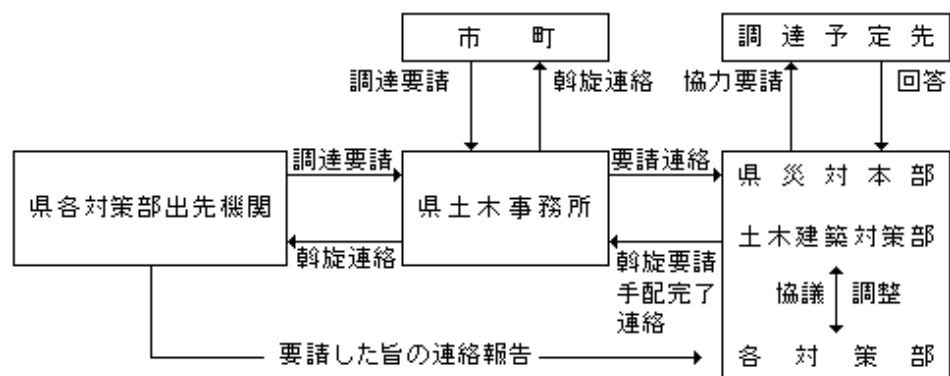 市町
調達予定先
調達要請
斡旋連絡
協力要請
回答
県各対策部出先機関
調達要請
斡旋連絡
県土木事務所
要請連絡
斡旋要請
手配完了
連絡
県災対本部
土木建築対策部
協議
調整
各対策部
要請した旨の連絡報告